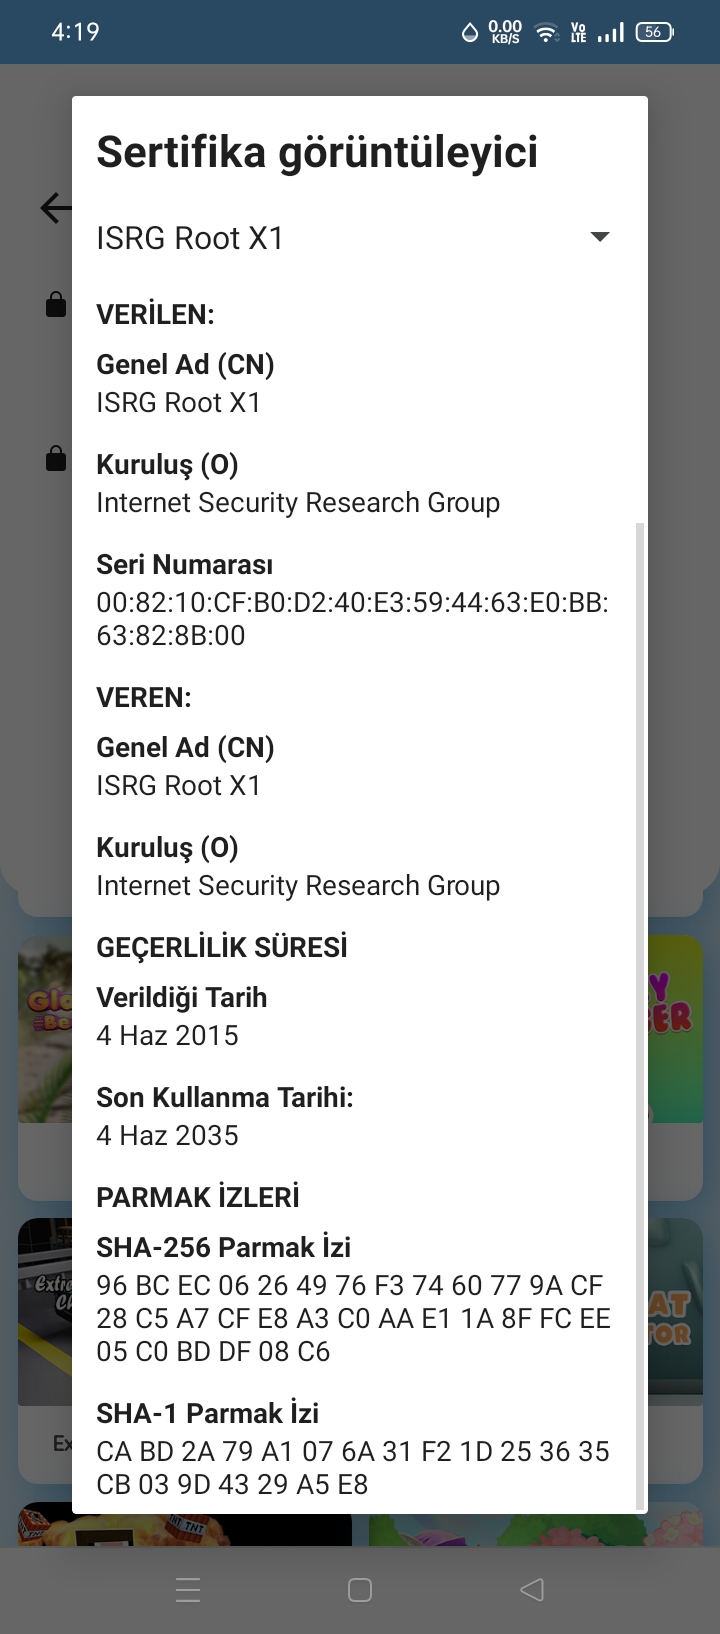 4:19
0.00
KB/S
Vo
LTE
56
Sertifika görüntüleyici
ISRG Root X1
VERİLEN:
Genel Ad (CN)
ISRG Root X1
Kuruluş (O)
Internet Security Research Group
Seri Numarası
00:82:10:CF:B0:D2:40:E3:59:44:63:E0:BB:
63:82:8B:00
VEREN:
Genel Ad (CN)
ISRG Root X1
Kuruluş (O)
Internet Security Research Group
GEÇERLİLİK SÜRESİ
Verildiği Tarih
4 Haz 2015
Son Kullanma Tarihi:
4 Haz 2035
PARMAK İZLERİ
SHA-256 Parmak İzi
96 BC EC 06 26 49 76 F3 74 60 77 9A CF
28 C5 A7 CF E8 A3 C0 AA E1 1A 8F FC EE
05 C0 BD DF 08 C6
SHA-1 Parmak İzi
CA BD 2A 79 A1 07 6A 31 F2 1D 25 36 35
CB 03 9D 43 29 A5 E8
TNT